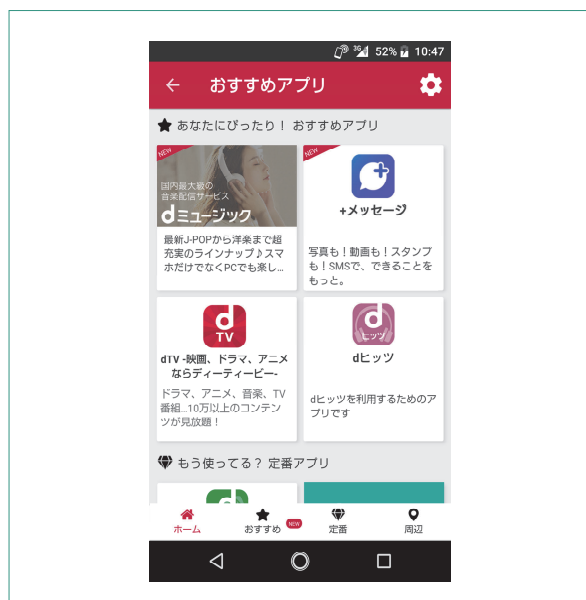 3G 52% 10:47
おすすめアプリ
あなたにぴったり！ おすすめアプリ
NEW
国内最大級の
音楽配信サービス
dミュージック
最新J-POPから洋楽まで超
充実のラインナップ♪スマ
ホだけでなくPCでも楽し...
NEW
+メッセージ
写真も！動画も！スタンプ
も！SMSで、できることを
もっと。
d
TV
dTV -映画、ドラマ、アニメ
ならディーティービー-
ドラマ、アニメ、音楽、TV
番組...10万以上のコンテン
ツが見放題！
d
ヒッツ
dヒッツ
dヒッツを利用するためのア
プリです
もう使ってる？ 定番アプリ
d
ホーム
おすすめ NEW
定番
周辺